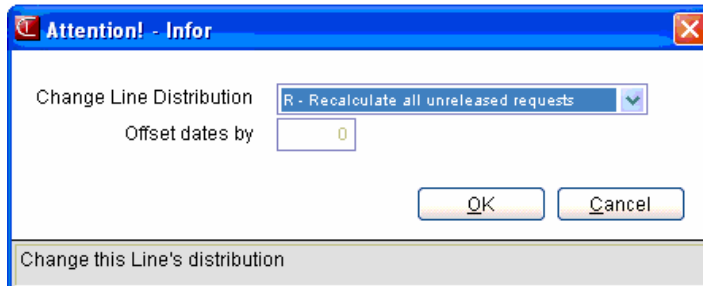 Attention! - Infor
Change Line Distribution R - Recalculate all unreleased requests
Offset dates by 0
OK Cancel
Change this Line's distribution